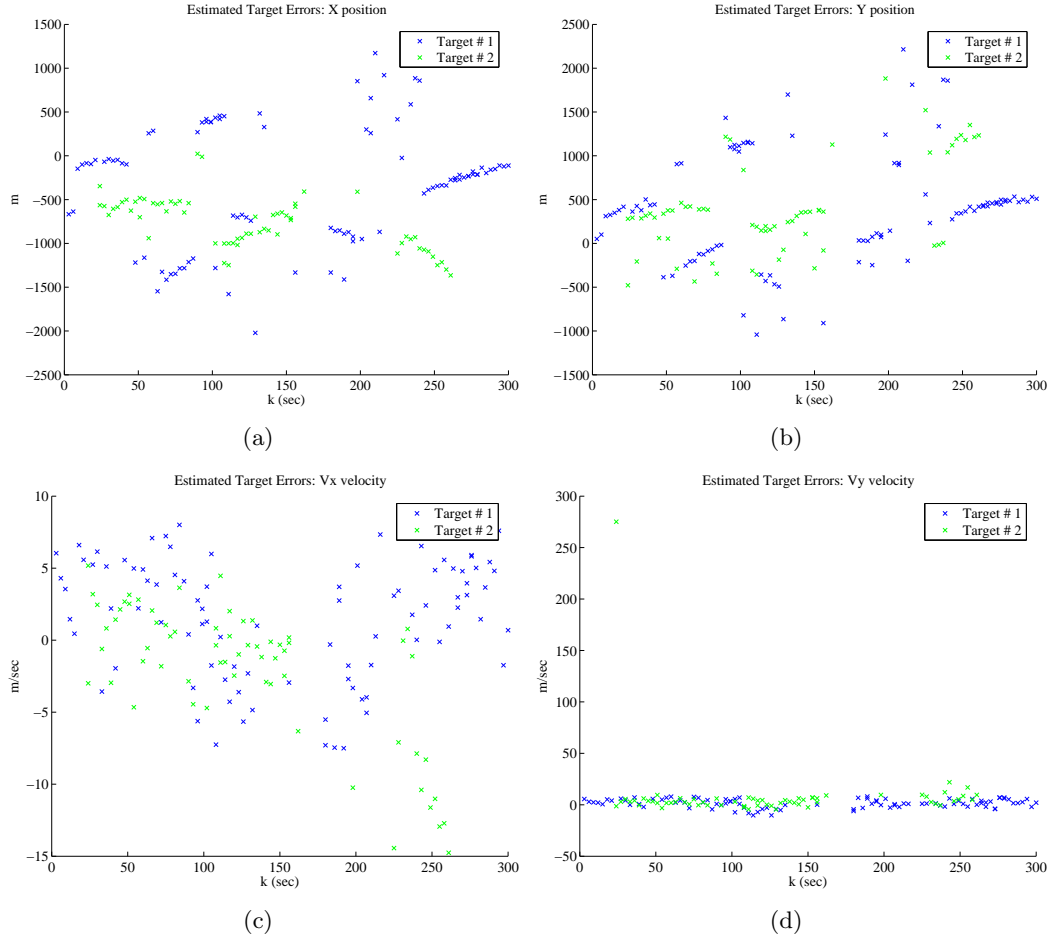 Estimated Target Errors: X position
1500
1000
500
0
−500
−1000
−1500
−2000
−2500
m
0 50 100 150 200 250 300
k (sec)
Target # 1
Target # 2
(a)
Estimated Target Errors: Y position
2500
2000
1500
1000
500
0
−500
−1000
−1500
m
0 50 100 150 200 250 300
k (sec)
Target # 1
Target # 2
(b)
Estimated Target Errors: Vx velocity
10
5
0
−5
−10
−15
m/sec
0 50 100 150 200 250 300
k (sec)
Target # 1
Target # 2
(c)
Estimated Target Errors: Vy velocity
300
250
200
150
100
50
0
−50
m/sec
0 50 100 150 200 250 300
k (sec)
Target # 1
Target # 2
(d)